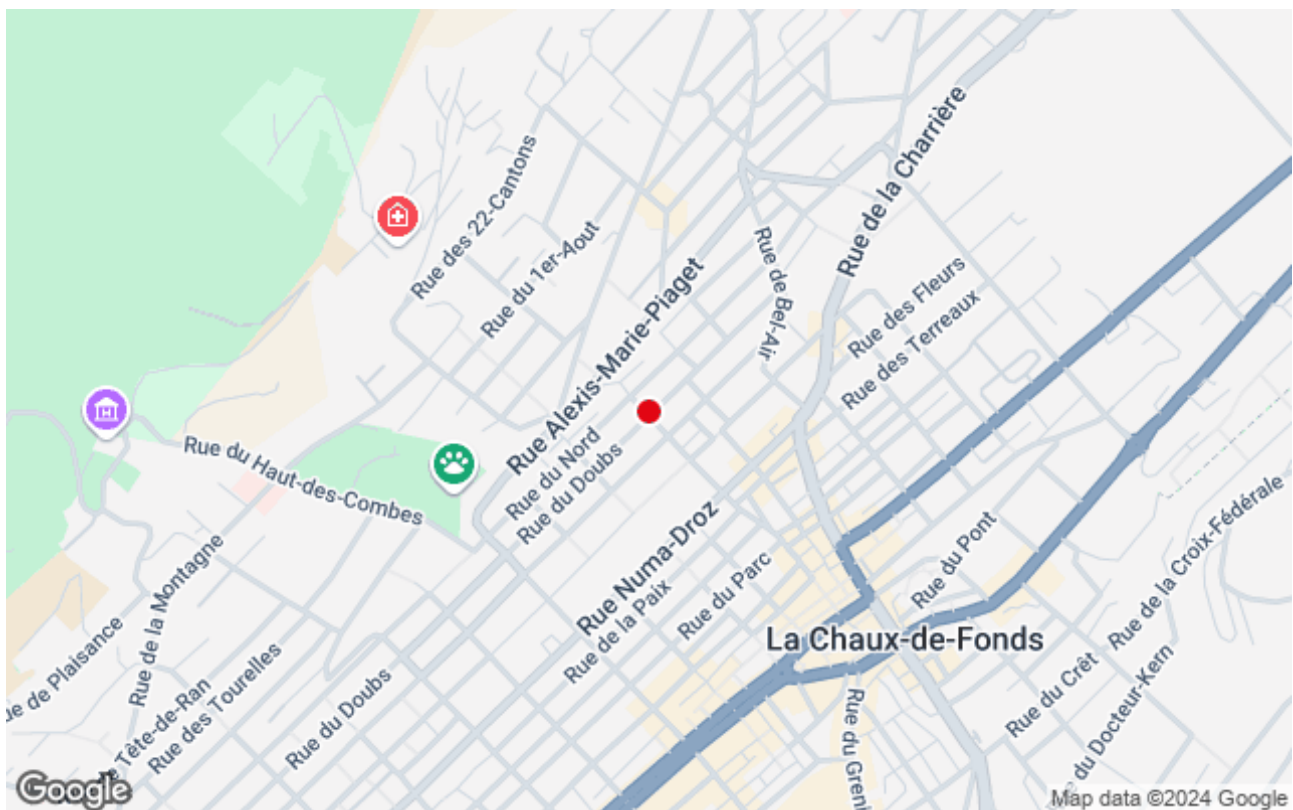 Rue de la Charrière
Rue des 22-Cantons
Rue du 1er-Aout
Rue de Bel-Air
Rue des Fleurs
Rue Alexis-Marie-Piaget
Rue des Terreaux
H
Rue du Haut-des-Combes
Rue du Nord
Rue du Doubs
Rue Numa-Droz
Rue de la Croix-Fédérale
Rue du Pont
Rue de la Montagne
Rue de la Paix
Rue du Parc
La Chaux-de-Fonds
ue de Plaisance
Rue du Crêt
Rue du Docteur-Kern
Rue des Tourelles
Rue du Doubs
Tête-de-Ran
Rue du Greni
Google
Map data ©2024 Google